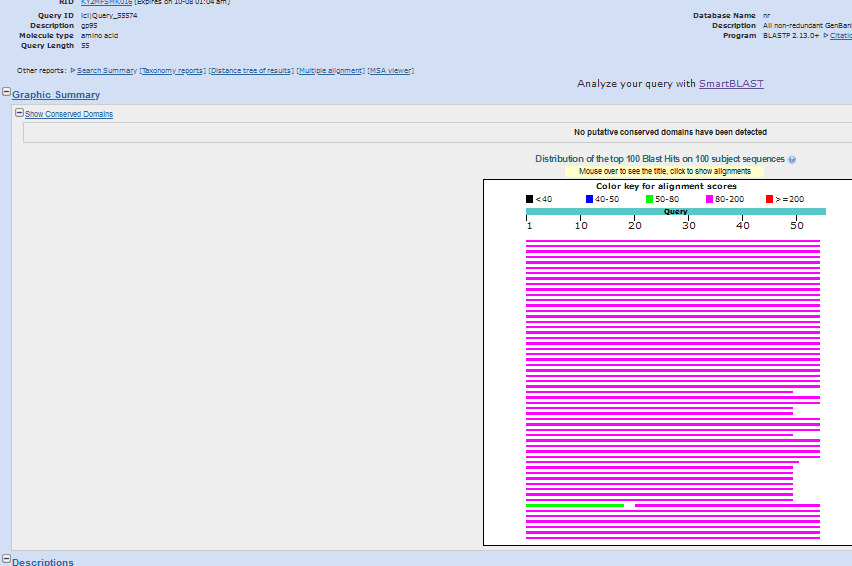 RID KYZMFSMK016 (Expires on 10-08 01:04 am)
Query ID lcl|Query_55574
Description gp95
Molecule type amino acid
Query Length 55
Database Name nr
Description All non-redundant GenBan
Program BLASTP 2.13.0+ Citatio
Other reports: Search Summary [Taxonomy reports] [Distance tree of results] [Multiple alignment] [MSA viewer]
Analyze your query with SmartBLAST
Graphic Summary
Show Conserved Domains
No putative conserved domains have been detected
Distribution of the top 100 Blast Hits on 100 subject sequences
Mouse over to see the title, click to show alignments
Color key for alignment scores
<40 40-50 50-80 80-200 >=200
Query
1 10 20 30 40 50
Descriptions